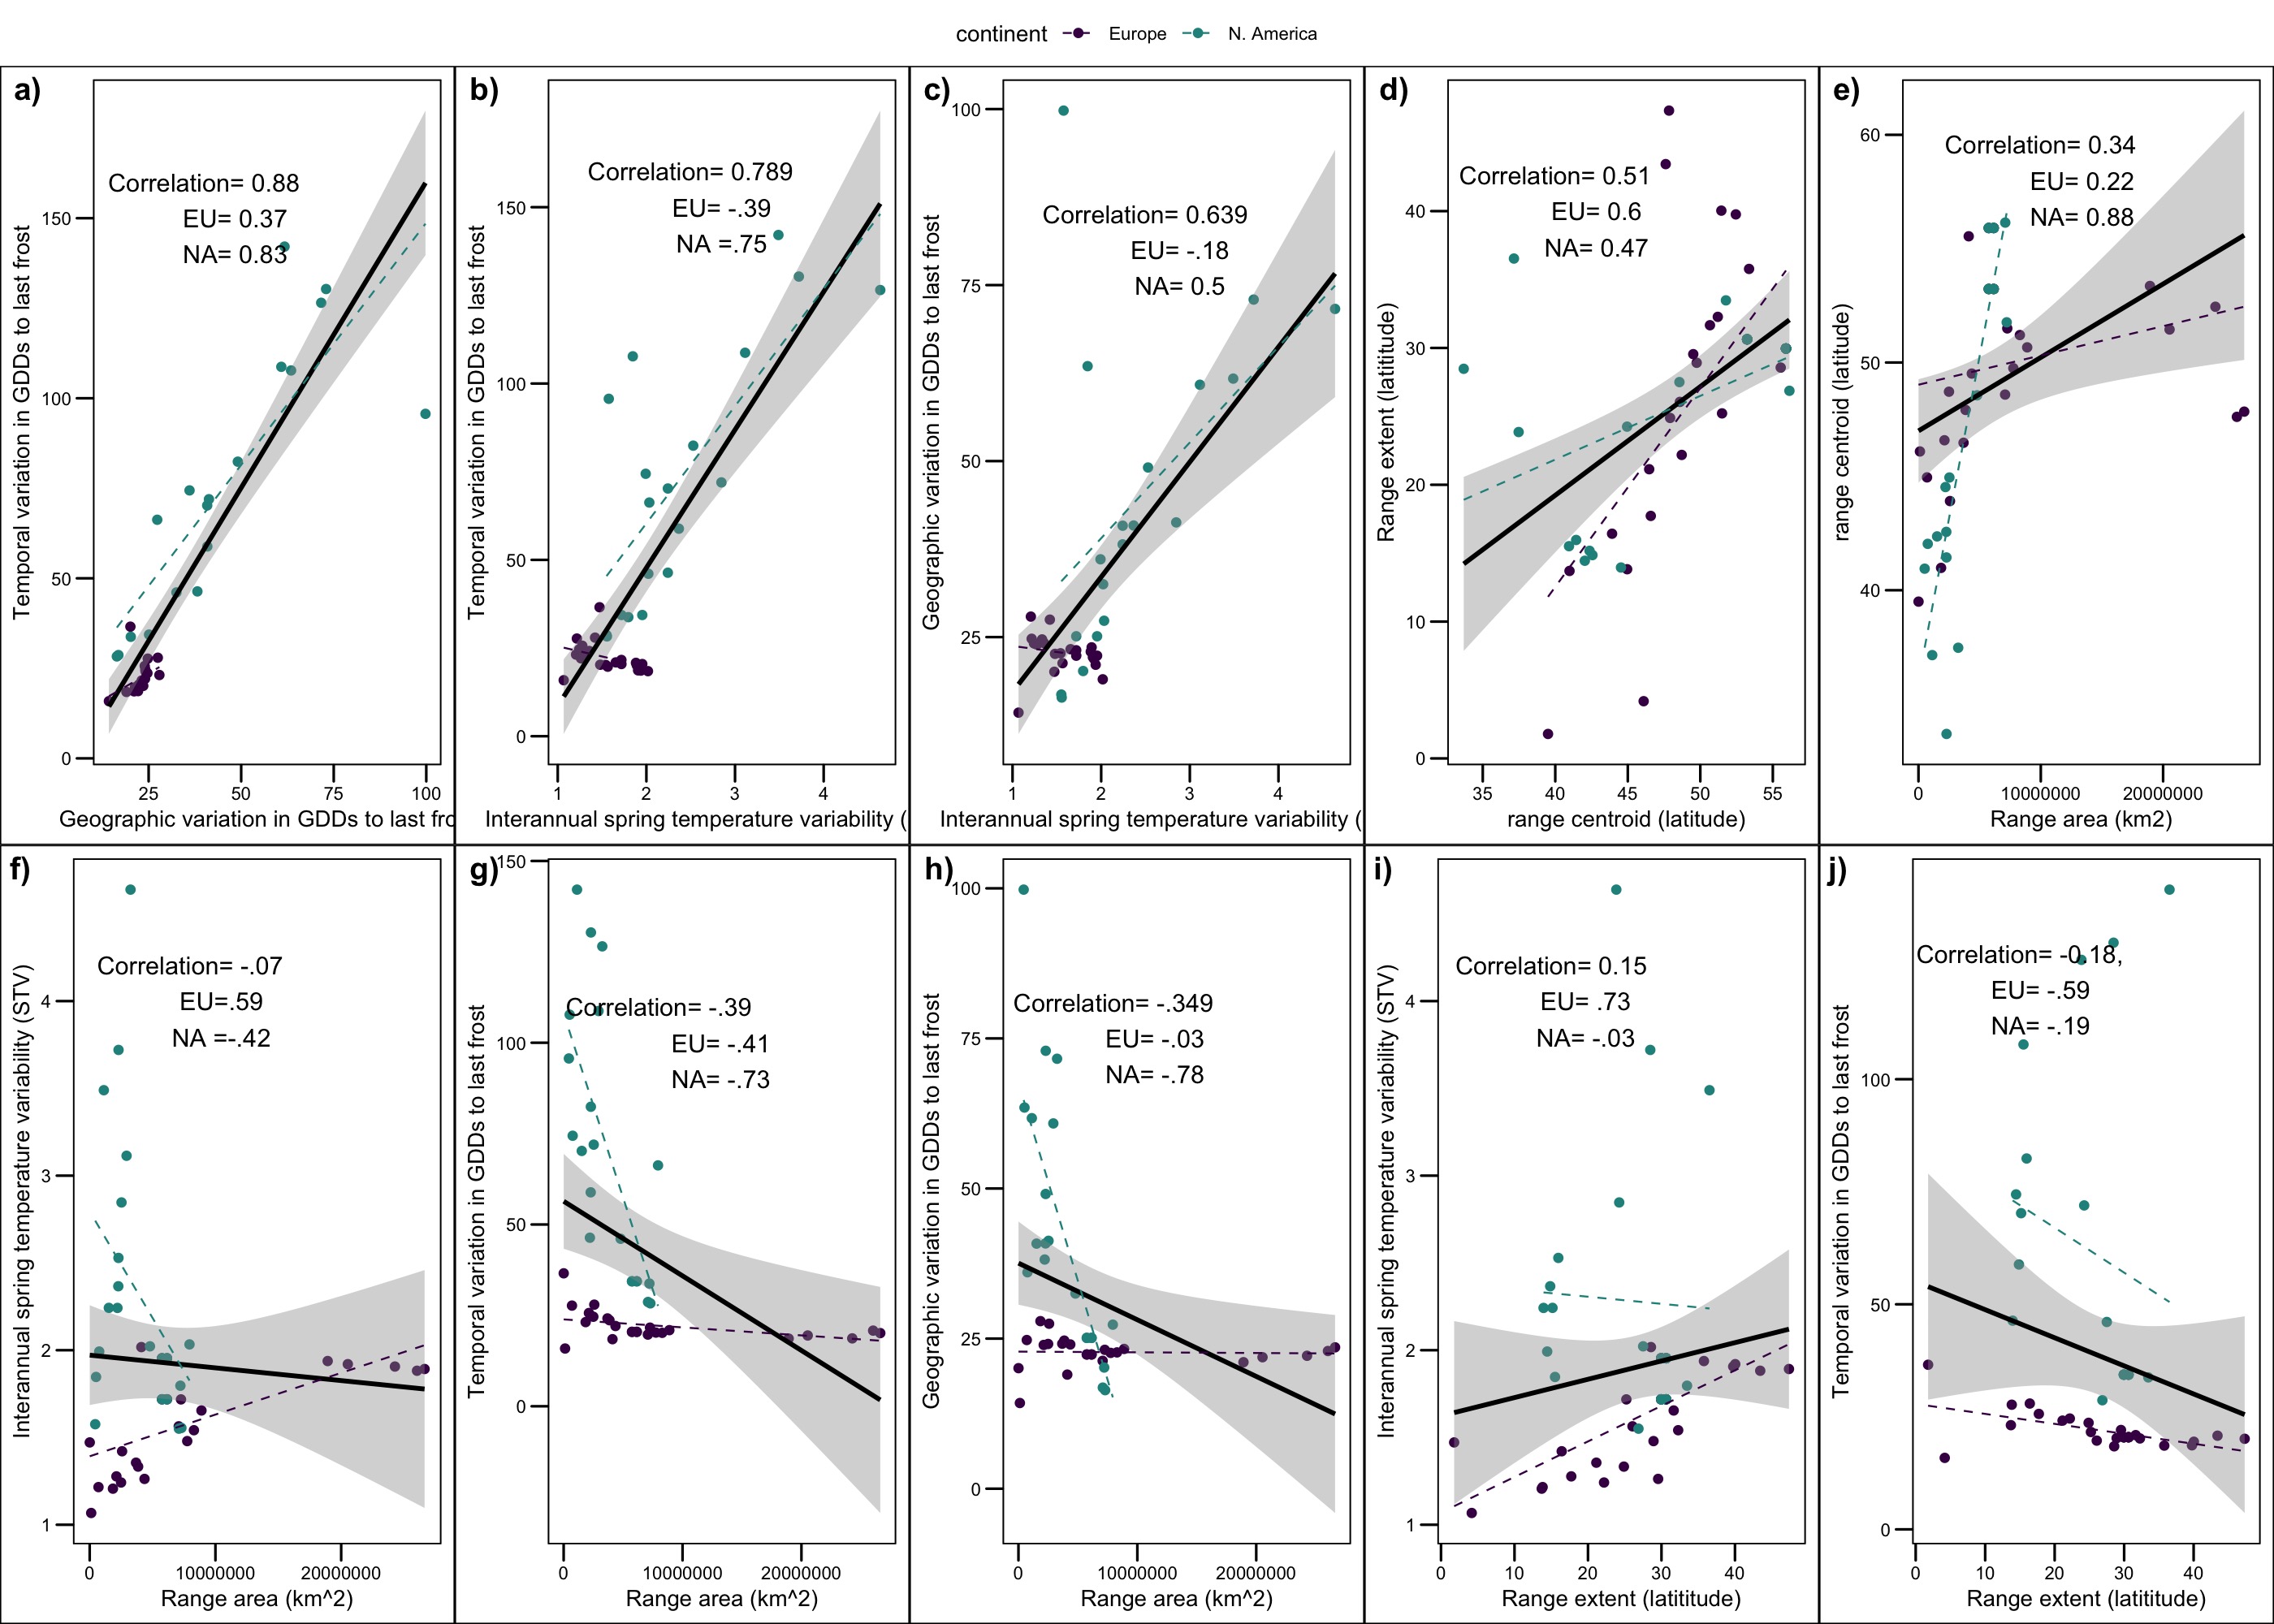 continent Europe N. America
a)
Correlation= 0.88
EU= 0.37
NA= 0.83
Temporal variation in GDDs to last frost
150
100
50
0
25 50 75 100
Geographic variation in GDDs to last fro
b)
Correlation= 0.789
EU= -.39
NA =.75
Temporal variation in GDDs to last frost
150
100
50
0
1 2 3 4
Interannual spring temperature variability (
c)
Correlation= 0.639
EU= -.18
NA= 0.5
Geographic variation in GDDs to last frost
100
75
50
25
1 2 3 4
Interannual spring temperature variability (
d)
Correlation= 0.51
EU= 0.6
NA= 0.47
Range extent (latitude)
40
30
20
10
0
35 40 45 50 55
range centroid (latitude)
e)
Correlation= 0.34
EU= 0.22
NA= 0.88
range centroid (latitude)
60
50
40
0 10000000 20000000
Range area (km2)
f)
Correlation= -.07
EU=.59
NA =-.42
Interannual spring temperature variability (STV)
4
3
2
1
0 10000000 20000000
Range area (km^2)
g)
Correlation= -.39
EU= -.41
NA= -.73
Temporal variation in GDDs to last frost
150
100
50
0
0 10000000 20000000
Range area (km^2)
h)
Correlation= -.349
EU= -.03
NA= -.78
Geographic variation in GDDs to last frost
100
75
50
25
0
0 10000000 20000000
Range area (km^2)
i)
Correlation= 0.15
EU= .73
NA= -.03
Interannual spring temperature variability (STV)
4
3
2
1
0 10 20 30 40
Range extent (latititude)
j)
Correlation= -0.18,
EU= -.59
NA= -.19
Temporal variation in GDDs to last frost
100
50
0
0 10 20 30 40
Range extent (latitiude)